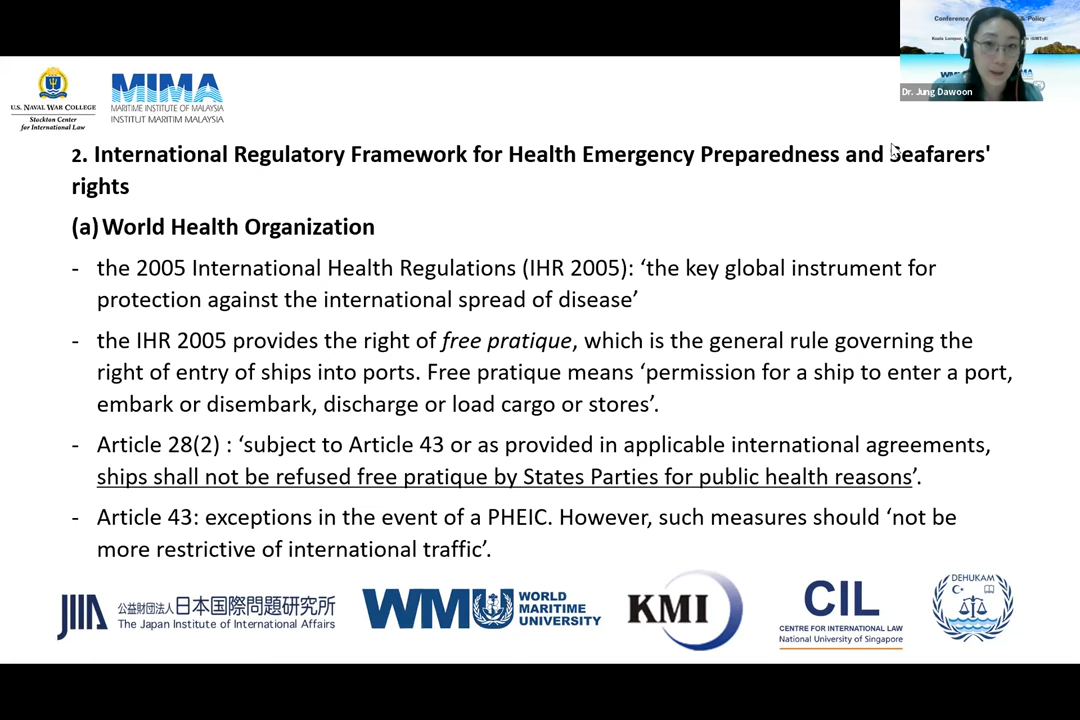 Conference
& Policy
Kuala Lumpur,
(GMT+8)
Dr. Jung Dawoon
U.S. NAVAL WAR COLLEGE
Stockton Center
for International Law
MIMA
MARITIME INSTITUTE OF MALAYSIA
INSTITUT MARITIM MALAYSIA
2. International Regulatory Framework for Health Emergency Preparedness and Seafarers'
rights
(a) World Health Organization
- the 2005 International Health Regulations (IHR 2005): ‘the key global instrument for
protection against the international spread of disease’
- the IHR 2005 provides the right of free pratique, which is the general rule governing the
right of entry of ships into ports. Free pratique means ‘permission for a ship to enter a port,
embark or disembark, discharge or load cargo or stores’.
- Article 28(2) : ‘subject to Article 43 or as provided in applicable international agreements,
ships shall not be refused free pratique by States Parties for public health reasons’.
- Article 43: exceptions in the event of a PHEIC. However, such measures should ‘not be
more restrictive of international traffic’.
JIIA
公益財団法人日本国際問題研究所
The Japan Institute of International Affairs
WMU
WORLD
MARITIME
UNIVERSITY
KMI
CIL
CENTRE FOR INTERNATIONAL LAW
National University of Singapore
DEHUKAM